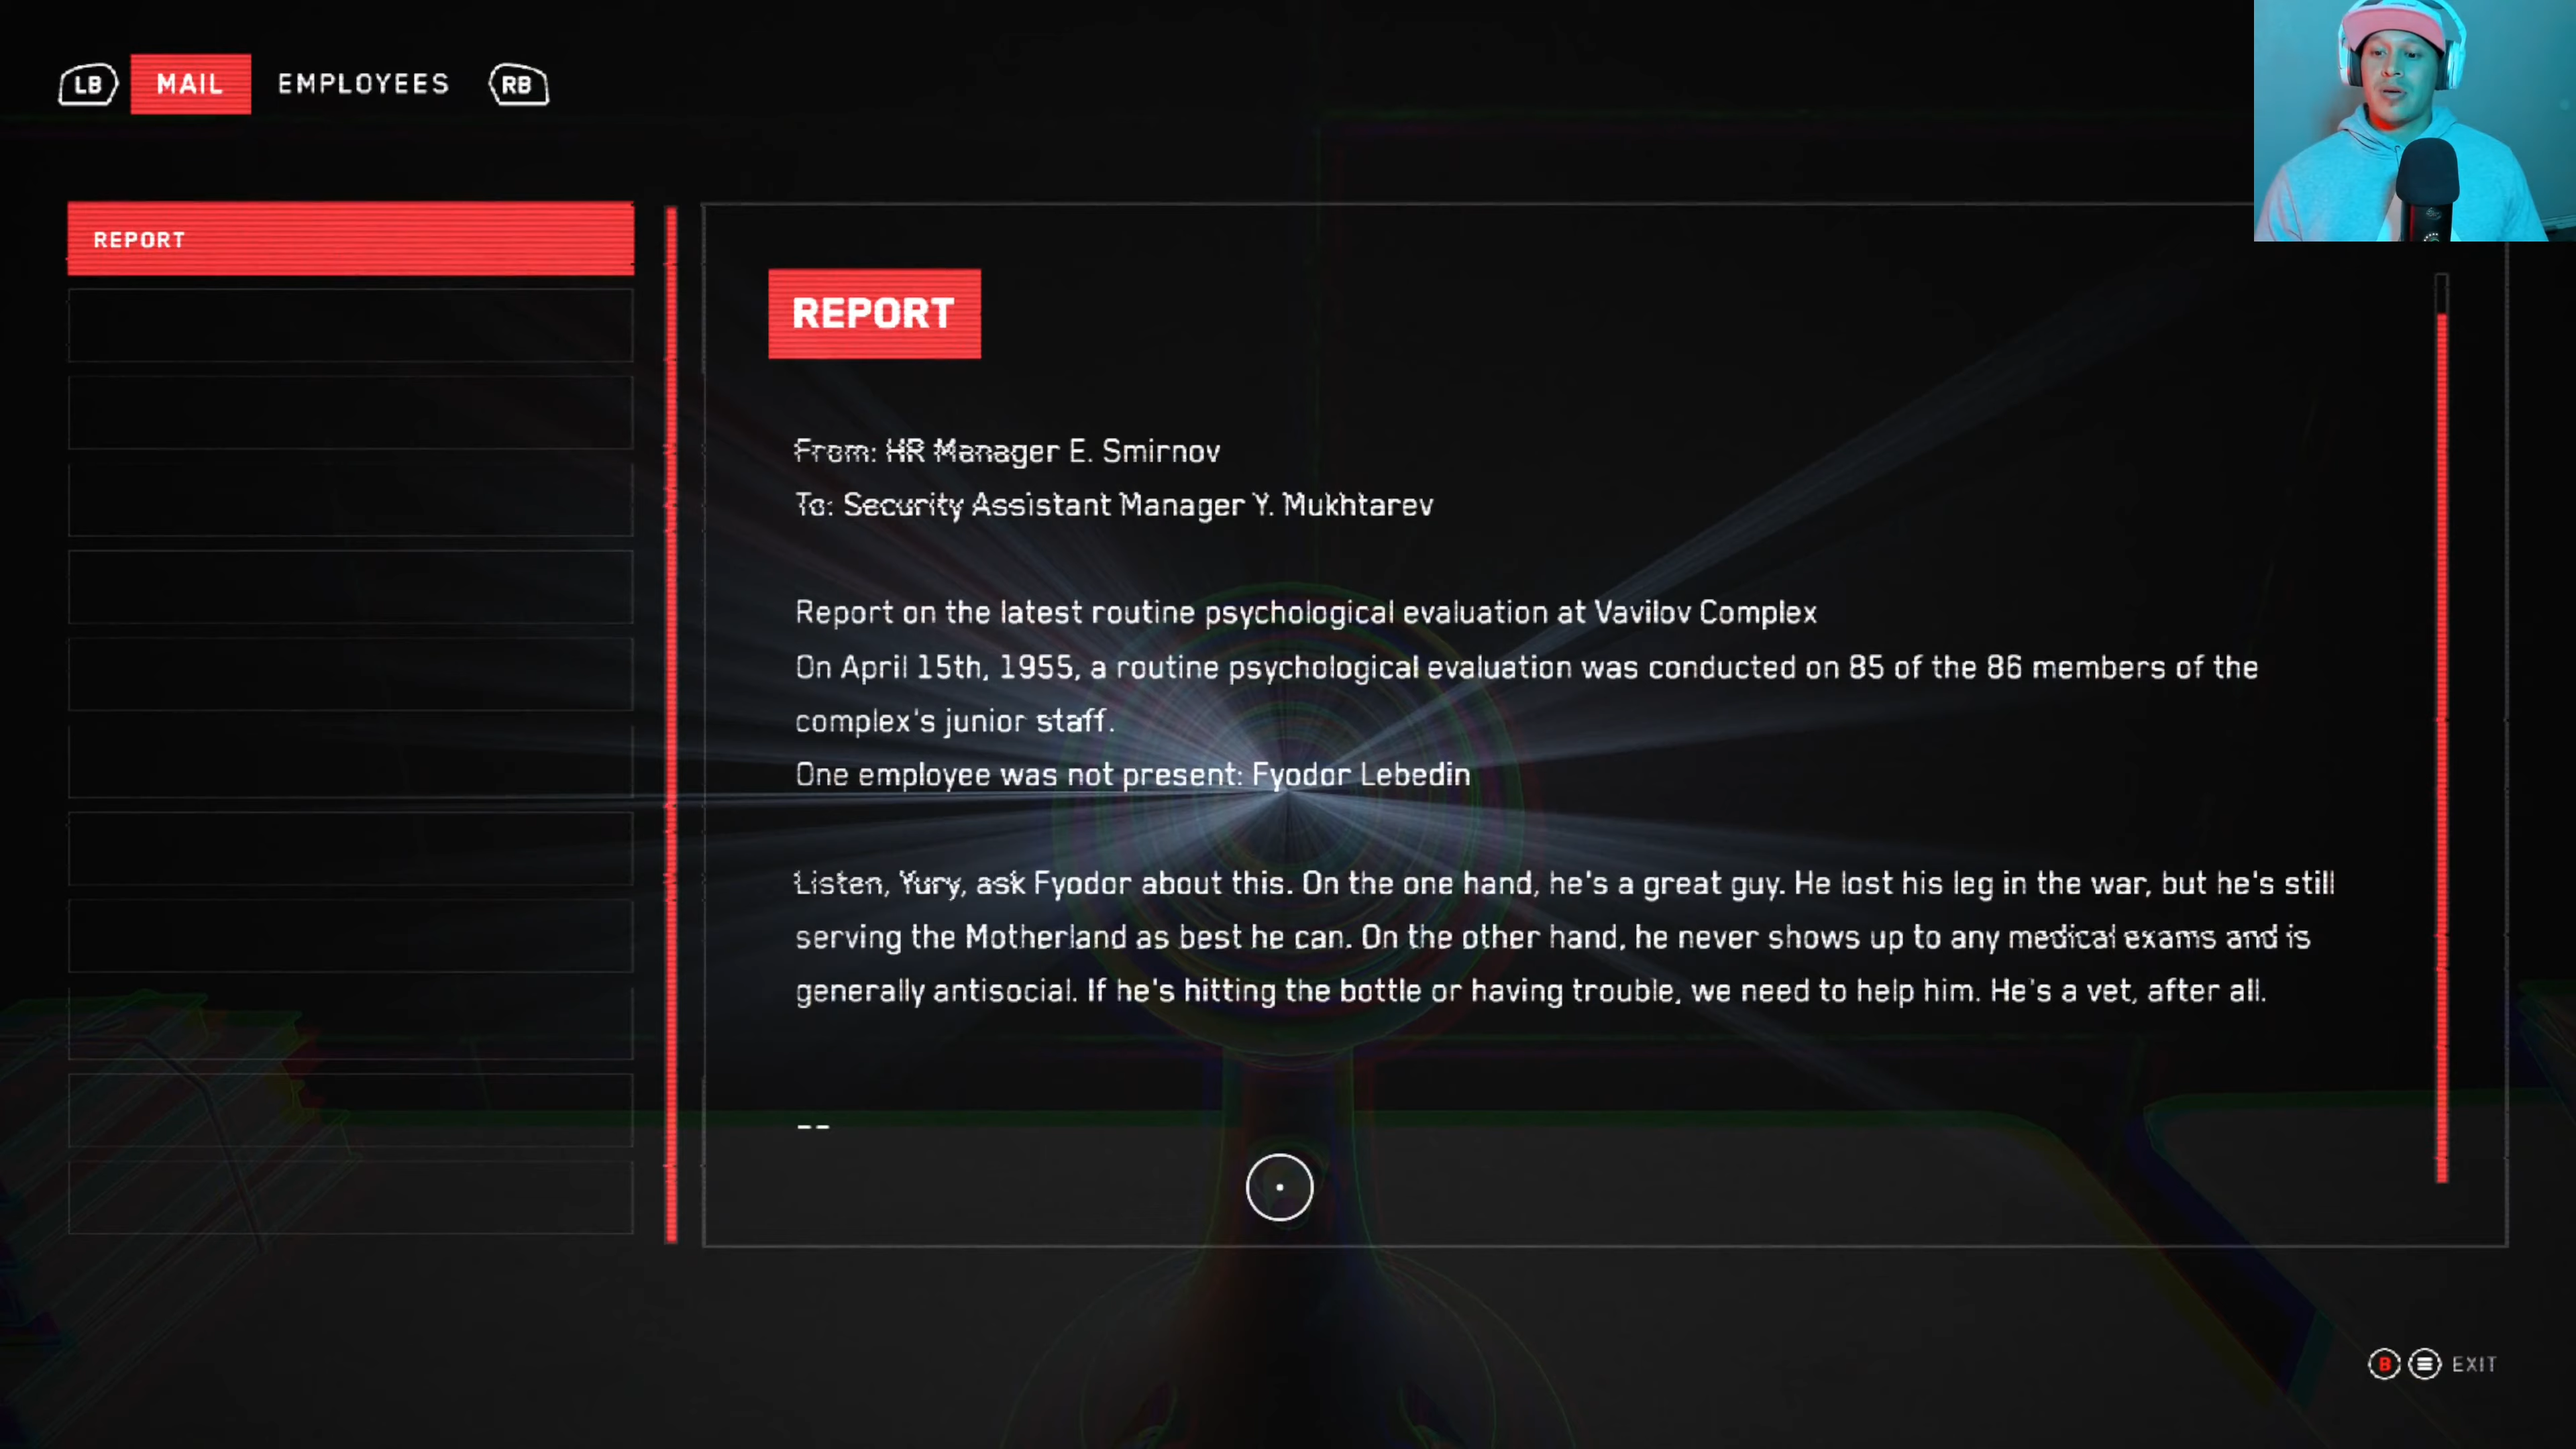 LB MAIL EMPLOYEES RB
REPORT
REPORT
From: HR Manager E. Smirnov
To: Security Assistant Manager Y. Mukhtarev
Report on the latest routine psychological evaluation at Vavilov Complex
On April 15th, 1955, a routine psychological evaluation was conducted on 85 of the 86 members of the
complex's junior staff.
One employee was not present: Fyodor Lebedin
Listen, Yury, ask Fyodor about this. On the one hand, he's a great guy. He lost his leg in the war, but he's still
serving the Motherland as best he can. On the other hand, he never shows up to any medical exams and is
generally antisocial. If he's hitting the bottle or having trouble, we need to help him. He's a vet, after all.
--
B EXIT